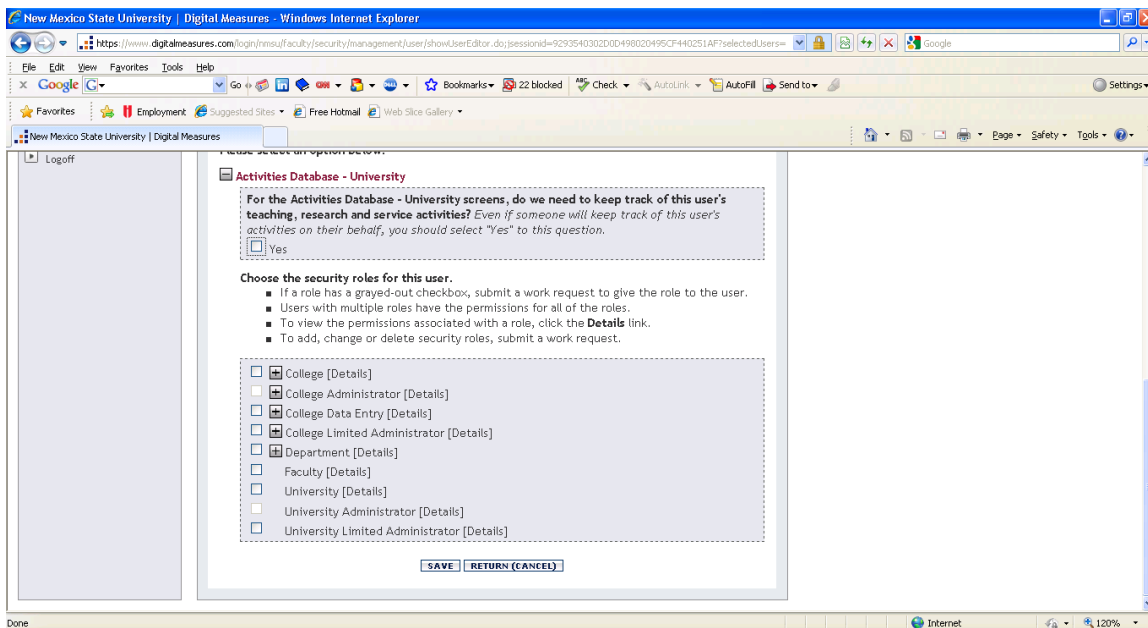 New Mexico State University | Digital Measures - Windows Internet Explorer
https://www.digitalmeasures.com/login/nmsu/faculty/security/management/user/showUserEditor.do;jsessionid=9293540302D0D498020495CF440251AF?selectedUsers=
Google
File Edit View Favorites Tools Help
x Google G Go Bookmarks 22 blocked Check AutoLink AutoFill Send to Settings
Favorites Employment Suggested Sites Free Hotmail Web Slice Gallery
New Mexico State University | Digital Measures Page Safety Tools
Logoff
Please select an option below.
Activities Database - University
For the Activities Database - University screens, do we need to keep track of this user's
teaching, research and service activities? Even if someone will keep track of this user's
activities on their behalf, you should select "Yes" to this question.
Yes
Choose the security roles for this user.
If a role has a grayed-out checkbox, submit a work request to give the role to the user.
Users with multiple roles have the permissions for all of the roles.
To view the permissions associated with a role, click the Details link.
To add, change or delete security roles, submit a work request.
College [Details]
College Administrator [Details]
College Data Entry [Details]
College Limited Administrator [Details]
Department [Details]
Faculty [Details]
University [Details]
University Administrator [Details]
University Limited Administrator [Details]
SAVE RETURN (CANCEL)
Done Internet 120%